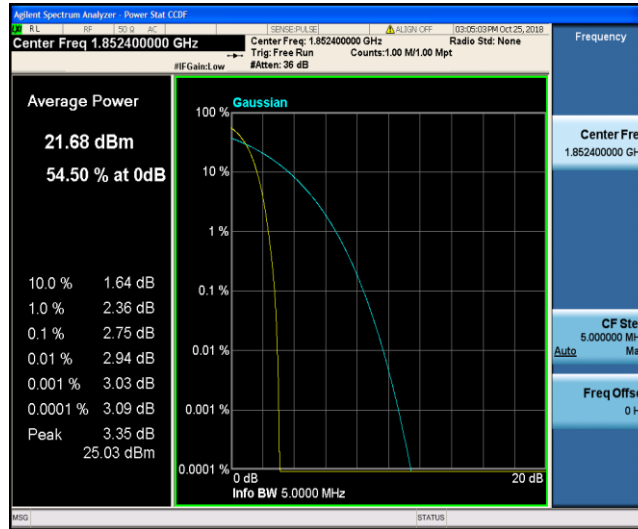 Agilent Spectrum Analyzer - Power Stat CCDF
RL RF 50 Ω AC SENSE:PULSE ALIGN OFF 03:05:03PM Oct 25, 2018
Center Freq 1.852400000 GHz
Center Freq: 1.852400000 GHz Radio Std: None
Trig: Free Run Counts:1.00 M/1.00 Mpt
#IFGain:Low #Atten: 36 dB
Frequency
Average Power
21.68 dBm
54.50 % at 0dB
10.0 % 1.64 dB
1.0 % 2.36 dB
0.1 % 2.75 dB
0.01 % 2.94 dB
0.001 % 3.03 dB
0.0001 % 3.09 dB
Peak 3.35 dB
25.03 dBm
Gaussian
100 %
10 %
1 %
0.1 %
0.01 %
0.001 %
0.0001 %
0 dB 20 dB
Info BW 5.0000 MHz
Center Fre
1.852400000 GH
CF Ste
5.000000 MH
Auto Ma
Freq Offse
0 H
MSG STATUS